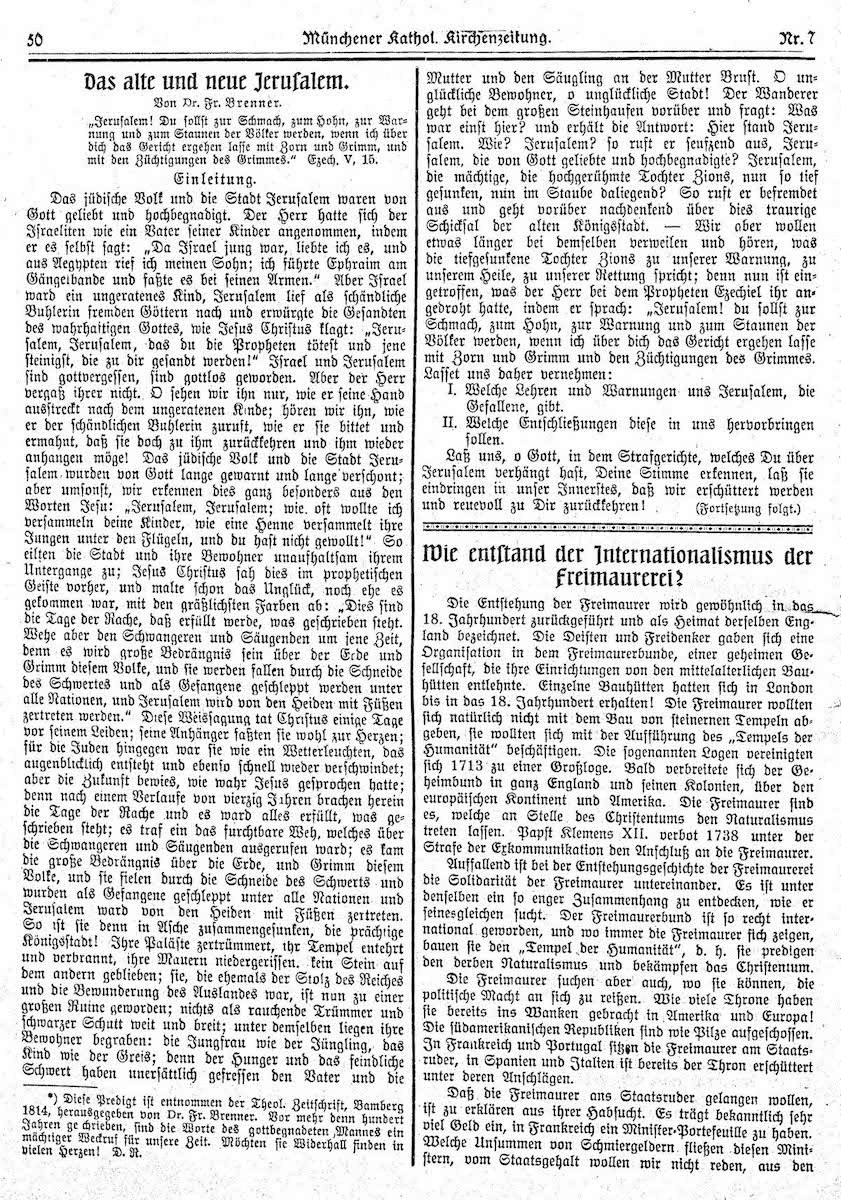 50
Münchener Kathol. Kirchenzeitung.
Nr. 7
Das alte und neue Jerusalem.
Von Dr. Fr. Brenner.
„Jerusalem! Du sollst zur Schmach, zum Hohn, zur War-
nung und zum Staunen der Völker werden, wenn ich über
dich das Gericht ergehen lasse mit Zorn und Grimm, und
mit den Züchtigungen des Grimmes.“ Ezech. V, 15.
Einleitung.
Das jüdische Volk und die Stadt Jerusalem waren von
Gott geliebt und hochbegnadigt. Der Herr hatte sich der
Israeliten wie ein Vater seiner Kinder angenommen, indem
er es selbst sagt: „Da Israel jung war, liebte ich es, und
aus Aegypten rief ich meinen Sohn; ich führte Ephraim am
Gängelbande und faßte es bei seinen Armen.“ Aber Israel
ward ein ungeratenes Kind, Jerusalem lief als schändliche
Buhlerin fremden Göttern nach und erwürgte die Gesandten
des wahrhaitigen Gottes, wie Jesus Christus klagt: „Jeru-
salem, Jerusalem, das du die Propheten tötest und jene
steinigst, die zu dir gesandt werden!“ Israel und Jerusalem
sind gottvergessen, sind gottlos geworden. Aber der Herr
vergaß ihrer nicht. O sehen wir ihn nur, wie er seine Hand
ausstreckt nach dem ungeratenen Kinde; hören wir ihn, wie
er der schändlichen Buhlerin zuruft, wie er sie bittet und
ermahnt, daß sie doch zu ihm zurückkehren und ihm wieder
anhangen möge! Das jüdische Volk und die Stadt Jeru-
salem wurden von Gott lange gewarnt und lange verschont;
aber umsonst, wir erkennen dies ganz besonders aus den
Worten Jesu: „Jerusalem, Jerusalem; wie oft wollte ich
versammeln deine Kinder, wie eine Henne versammelt ihre
Jungen unter den Flügeln, und du hast nicht gewollt!“ So
eilten die Stadt und ihre Bewohner unaufhaltsam ihrem
Untergange zu; Jesus Christus sah dies im prophetischen
Geiste vorher, und malte schon das Unglück, noch ehe es
gekommen war, mit den gräßlichsten Farben ab: „Dies sind
die Tage der Rache, daß erfüllt werde, was geschrieben steht.
Wehe aber den Schwangeren und Säugenden um jene Zeit,
denn es wird große Bedrängnis sein über der Erde und
Grimm diesem Volke, und sie werden fallen durch die Schneide
des Schwertes und als Gefangene geschleppt werden unter
alle Nationen, und Jerusalem wird von den Heiden mit Füßen
zertreten werden.“ Diese Weissagung tat Christus einige Tage
vor seinem Leiden; seine Anhänger faßten sie wohl zur Herzen;
für die Juden hingegen war sie wie ein Wetterleuchten, das
augenblicklich entsteht und ebenso schnell wieder verschwindet;
aber die Zukunft bewies, wie wahr Jesus gesprochen hatte;
denn nach einem Verlaufe von vierzig Jahren brachen herein
die Tage der Rache und es ward alles erfüllt, was ge-
schrieben steht; es traf ein das furchtbare Weh, welches über
die Schwangeren und Säugenden ausgerufen ward; es kam
die große Bedrängnis über die Erde, und Grimm diesem
Volke, und sie fielen durch die Schneide des Schwerts und
wurden als Gefangene geschleppt unter alle Nationen und
Jerusalem ward von den Heiden mit Füßen zertreten.
So ist sie denn in Asche zusammengesunken, die prächtige
Königsstadt! Ihre Paläste zertrümmert, ihr Tempel entehrt
und verbrannt, ihre Mauern niedergerissen. kein Stein auf
dem andern geblieben; sie, die ehemals der Stolz des Reiches
und die Bewunderung des Auslandes war, ist nun zu einer
großen Ruine geworden; nichts als rauchende Trümmer und
schwarzer Schutt weit und breit; unter demselben liegen ihre
Bewohner begraben: die Jungfrau wie der Jüngling, das
Kind wie der Greis; denn der Hunger und das feindliche
Schwert haben unersättlich gefressen den Vater und die
*) Diese Predigt ist entnommen der Theol. Zeitschrift, Bamberg
1814, herausgegeben von Dr. Fr. Brenner. Vor mehr denn hundert
Jahren geschrieben, sind die Worte des gottbegnadeten Mannes ein
mächtiger Weckruf für unsere Zeit. Möchten sie Widerhall finden in
vielen Herzen! D. R.
Mutter und den Säugling an der Mutter Brust. O un-
glückliche Bewohner, o unglückliche Stadt! Der Wanderer
geht bei dem großen Steinhaufen vorüber und fragt: Was
war einst hier? und erhält die Antwort: Hier stand Jeru-
salem. Wie? Jerusalem? so ruft er seufzend aus, Jeru-
salem, die von Gott geliebte und hochbegnadigte? Jerusalem,
die mächtige, die hochgerühmte Tochter Zions, nun so tief
gesunken, nun im Staube daliegend? So ruft er befremdet
aus und geht vorüber nachdenkend über dies traurige
Schicksal der alten Königsstadt. — Wir aber wollen
etwas länger bei demselben verweilen und hören, was
die tiefgesunkene Tochter Zions zu unserer Warnung, zu
unserem Heile, zu unserer Rettung spricht; denn nun ist ein-
getroffen, was der Herr bei dem Propheten Ezechiel ihr an-
gedroht hatte, indem er sprach: „Jerusalem! du sollst zur
Schmach, zum Hohn, zur Warnung und zum Staunen der
Völker werden, wenn ich über dich das Gericht ergehen lasse
mit Zorn und Grimm und den Züchtigungen des Grimmes.
Lasset uns daher vernehmen:
I. Welche Lehren und Warnungen uns Jerusalem, die
Gefallene, gibt.
II. Welche Entschließungen diese in uns hervorbringen
sollen.
Laß uns, o Gott, in dem Strafgerichte, welches Du über
Jerusalem verhängt hast, Deine Stimme erkennen, laß sie
eindringen in unser Innerstes, daß wir erschüttert werden
und reuevoll zu Dir zurückkehren! (Fortsetzung folgt.)
Wie entstand der Internationalismus der
Freimaurerei?
Die Entstehung der Freimaurer wird gewöhnlich in das
18. Jahrhundert zurückgeführt und als Heimat derselben Eng-
land bezeichnet. Die Deisten und Freidenker gaben sich eine
Organisation in dem Freimaurerbunde, einer geheimen Ge-
sellschaft, die ihre Einrichtungen von den mittelalterlichen Bau-
hütten entlehnte. Einzelne Bauhütten hatten sich in London
bis in das 18. Jahrhundert erhalten! Die Freimaurer wollten
sich natürlich nicht mit dem Bau von steinernen Tempeln ab-
geben, sie wollten sich mit der Aufführung des „Tempels der
Humanität“ beschäftigen. Die sogenannten Logen vereinigten
sich 1713 zu einer Großloge. Bald verbreitete sich der Ge-
heimbund in ganz England und seinen Kolonien, über den
europäischen Kontinent und Amerika. Die Freimaurer sind
es, welche an Stelle des Christentums den Naturalismus
treten lassen. Papst Klemens XII. verbot 1738 unter der
Strafe der Exkommunikation den Anschluß an die Freimaurer.
Auffallend ist bei der Entstehungsgeschichte der Freimaurerei
die Solidarität der Freimaurer untereinander. Es ist unter
denselben ein so enger Zusammenhang zu entdecken, wie er
seinesgleichen sucht. Der Freimaurerbund ist so recht inter-
national geworden, und wo immer die Freimaurer sich zeigen,
bauen sie den „Tempel der Humanität“, d. h. sie predigen
den derben Naturalismus und bekämpfen das Christentum.
Die Freimaurer suchen aber auch, wo sie können, die
politische Macht an sich zu reißen. Wie viele Throne haben
sie bereits ins Wanken gebracht in Amerika und Europa!
Die südamerikanischen Republiken sind wie Pilze aufgeschossen.
In Frankreich und Portugal sitzen die Freimaurer am Staats-
ruder, in Spanien und Italien ist bereits der Thron erschüttert
unter deren Anschlägen.
Daß die Freimaurer ans Staatsruder gelangen wollen,
ist zu erklären aus ihrer Habsucht. Es trägt bekanntlich sehr
viel Geld ein, in Frankreich ein Minister-Portefeuille zu haben.
Welche Unsummen von Schmiergeldern fließen diesen Mini-
stern, vom Staatsgehalt wollen wir nicht reden, aus den